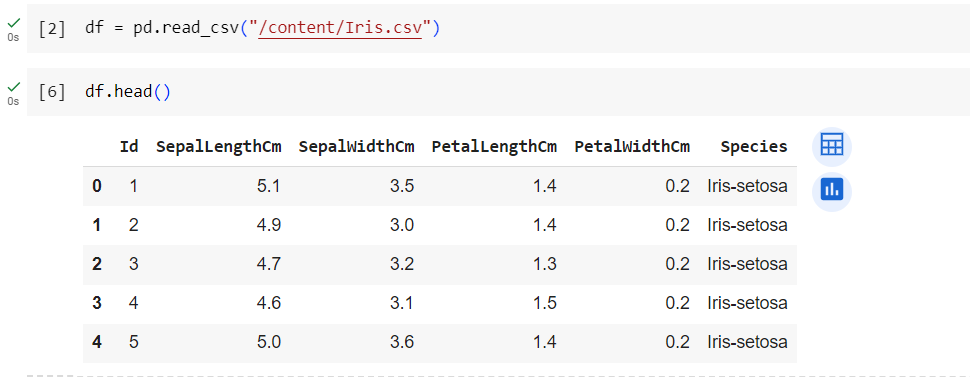 0s [2] df = pd.read_csv("/content/Iris.csv")
0s [6] df.head()
Id SepalLengthCm SepalWidthCm PetalLengthCm PetalWidthCm Species
0 1 5.1 3.5 1.4 0.2 Iris-setosa
1 2 4.9 3.0 1.4 0.2 Iris-setosa
2 3 4.7 3.2 1.3 0.2 Iris-setosa
3 4 4.6 3.1 1.5 0.2 Iris-setosa
4 5 5.0 3.6 1.4 0.2 Iris-setosa